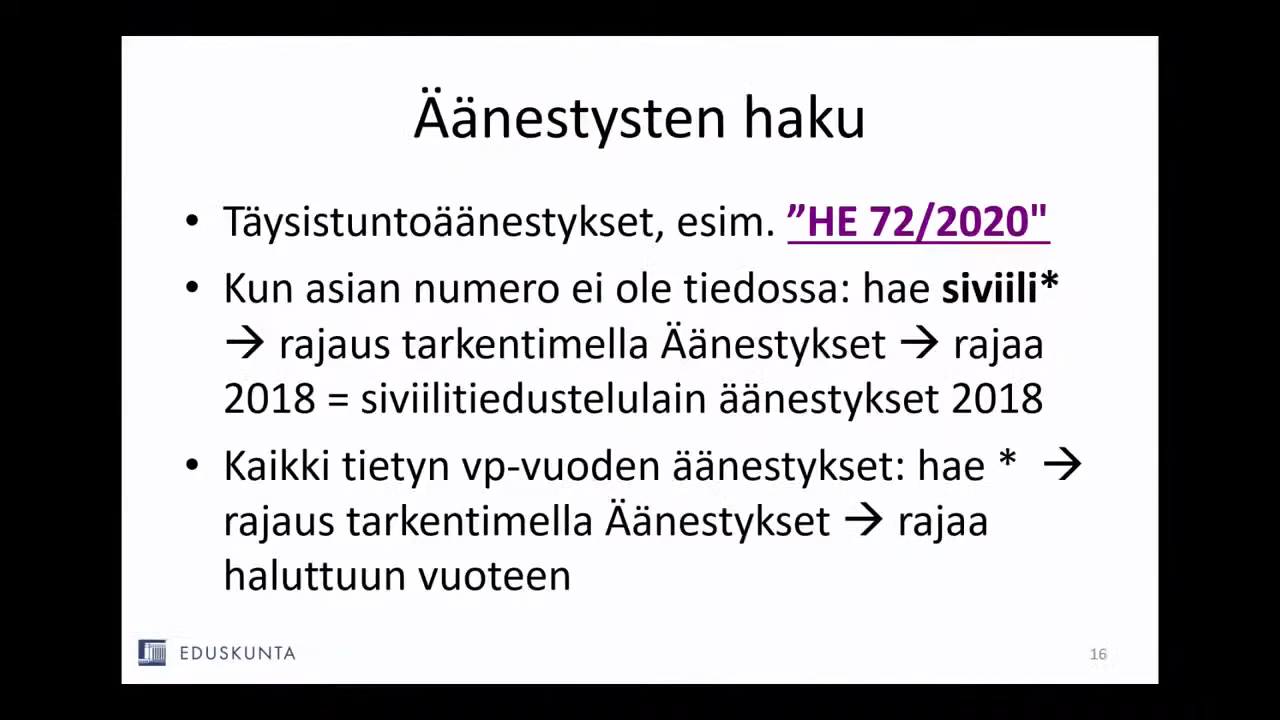 Äänestysten haku
• Täysistuntoäänestykset, esim. ”HE 72/2020"
• Kun asian numero ei ole tiedossa: hae siviili*
→ rajaus tarkentimella Äänestykset → rajaa
2018 = siviilitiedustelulain äänestykset 2018
• Kaikki tietyn vp-vuoden äänestykset: hae * →
rajaus tarkentimella Äänestykset → rajaa
haluttuun vuoteen
EDUSKUNTA
16